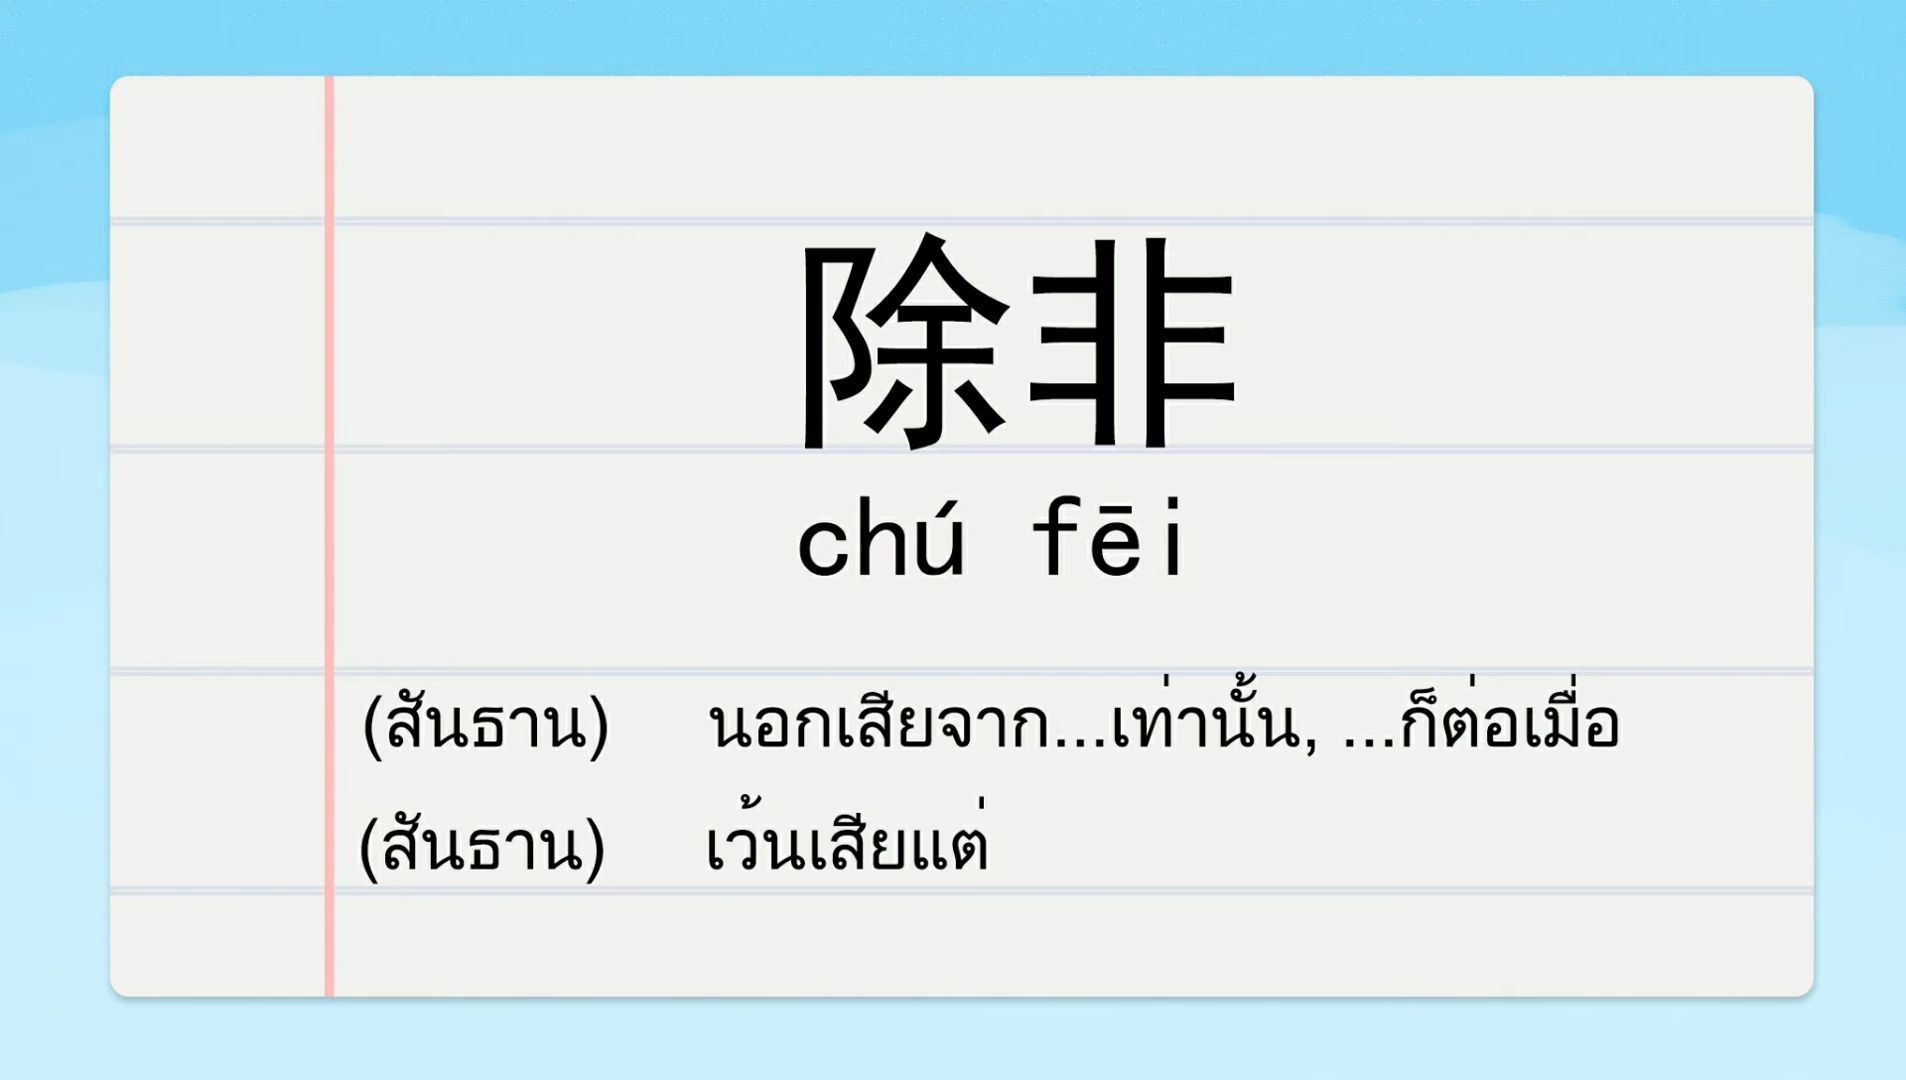 除非
chú fēi
(สันธาน) นอกเสียจาก...เท่านั้น, ...ก็ต่อเมื่อ
(สันธาน) เว้นเสียแต่